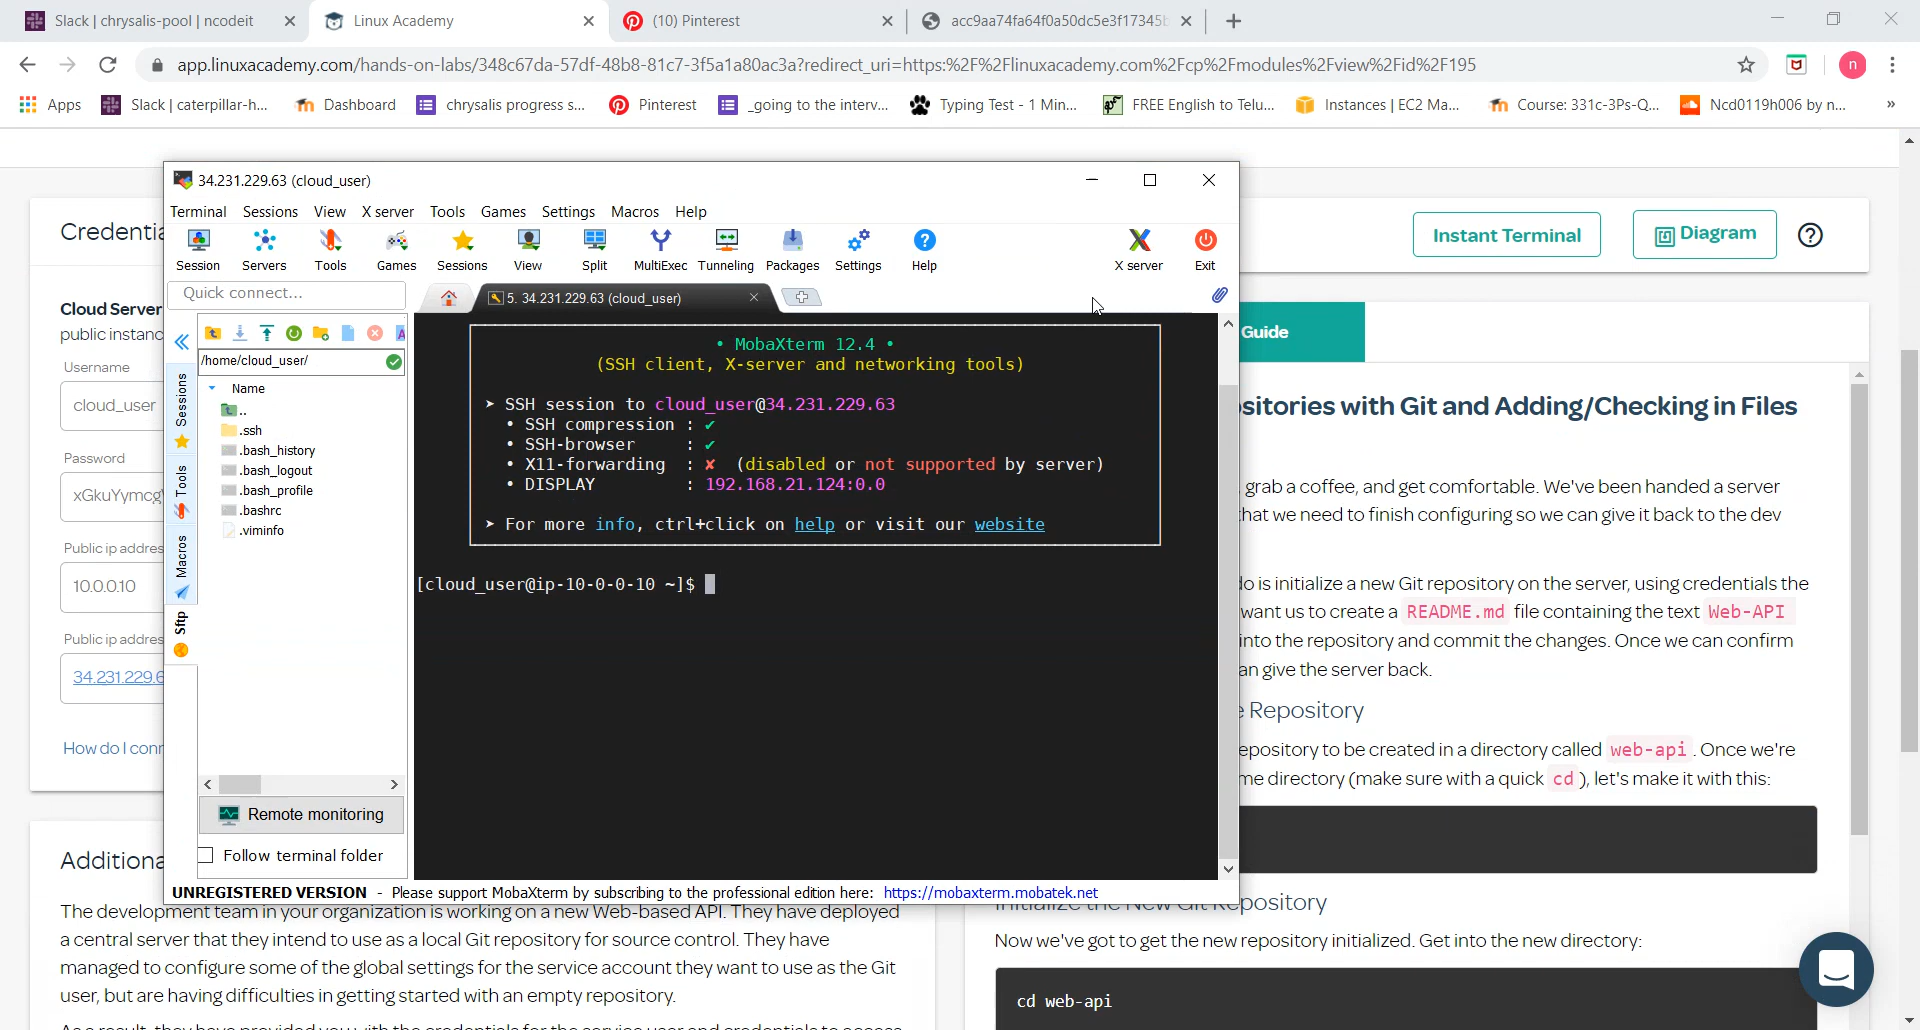 Slack | chrysalis-pool | ncodeit
Linux Academy
(10) Pinterest
acc9aa74fa64f0a50dc5e3f17345b
app.linuxacademy.com/hands-on-labs/348c67da-57df-48b8-81c7-3f5a1a80ac3a?redirect_uri=https:%2F%2Flinuxacademy.com%2Fcp%2Fmodules%2Fview%2Fid%2F195
n
Apps
Slack | caterpillar-h...
Dashboard
chrysalis progress s...
Pinterest
_going to the interv...
Typing Test - 1 Min...
FREE English to Telu...
Instances | EC2 Ma...
Course: 331c-3Ps-Q...
Ncd0119h006 by n...
»
34.231.229.63 (cloud_user)
Terminal Sessions View X server Tools Games Settings Macros Help
Session Servers Tools Games Sessions View Split MultiExec Tunneling Packages Settings Help X server Exit
Quick connect...
5. 34.231.229.63 (cloud_user)
/home/cloud_user/
Name
..
.ssh
.bash_history
.bash_logout
.bash_profile
.bashrc
.viminfo
Sessions
Tools
Macros
Sftp
Remote monitoring
Follow terminal folder
• MobaXterm 12.4 •
(SSH client, X-server and networking tools)
➤ SSH session to cloud_user@34.231.229.63
• SSH compression : ✔
• SSH-browser : ✔
• X11-forwarding : ✘ (disabled or not supported by server)
• DISPLAY : 192.168.21.124:0.0
➤ For more info, ctrl+click on help or visit our website
[cloud_user@ip-10-0-0-10 ~]$
UNREGISTERED VERSION - Please support MobaXterm by subscribing to the professional edition here: https://mobaxterm.mobatek.net
Credentia
Cloud Server
public instanc
Username
cloud_user
Password
xGkuYymcg
Public ip addres
10.0.0.10
Public ip addres
34.231.229.6
How do I conn
Additiona
The development team in your organization is working on a new Web-based API. They have deployed
a central server that they intend to use as a local Git repository for source control. They have
managed to configure some of the global settings for the service account they want to use as the Git
user, but are having difficulties in getting started with an empty repository.
Instant Terminal
Diagram
Guide
ositories with Git and Adding/Checking in Files
grab a coffee, and get comfortable. We've been handed a server
that we need to finish configuring so we can give it back to the dev
do is initialize a new Git repository on the server, using credentials the
want us to create a README.md file containing the text Web-API
into the repository and commit the changes. Once we can confirm
an give the server back.
e Repository
epository to be created in a directory called web-api . Once we're
me directory (make sure with a quick cd ), let's make it with this:
Initialize the New Git Repository
Now we've got to get the new repository initialized. Get into the new directory:
cd web-api